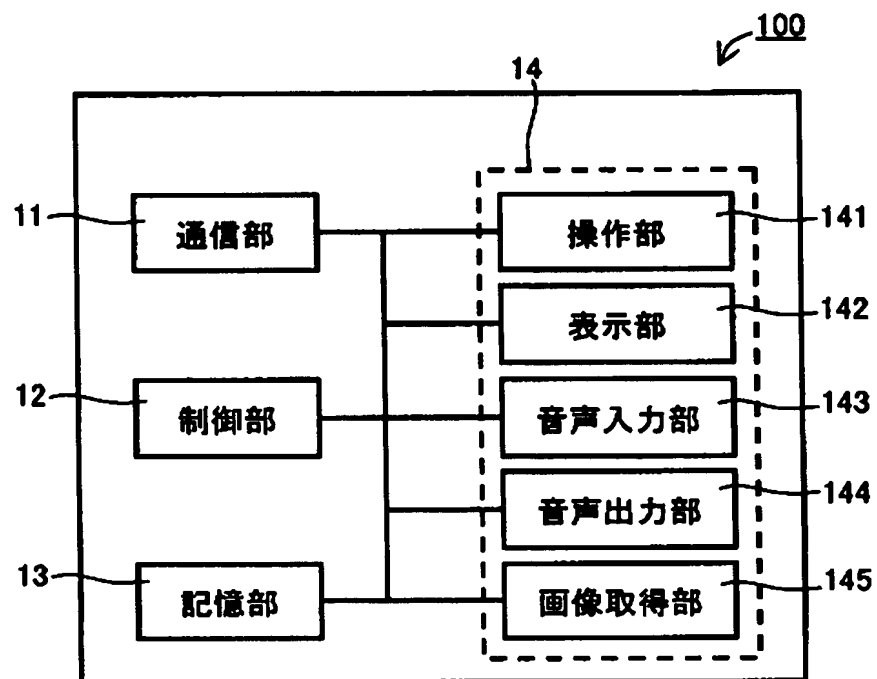 100
14
11
通信部
操作部
141
表示部
142
12
制御部
音声入力部
143
音声出力部
144
13
記憶部
画像取得部
145